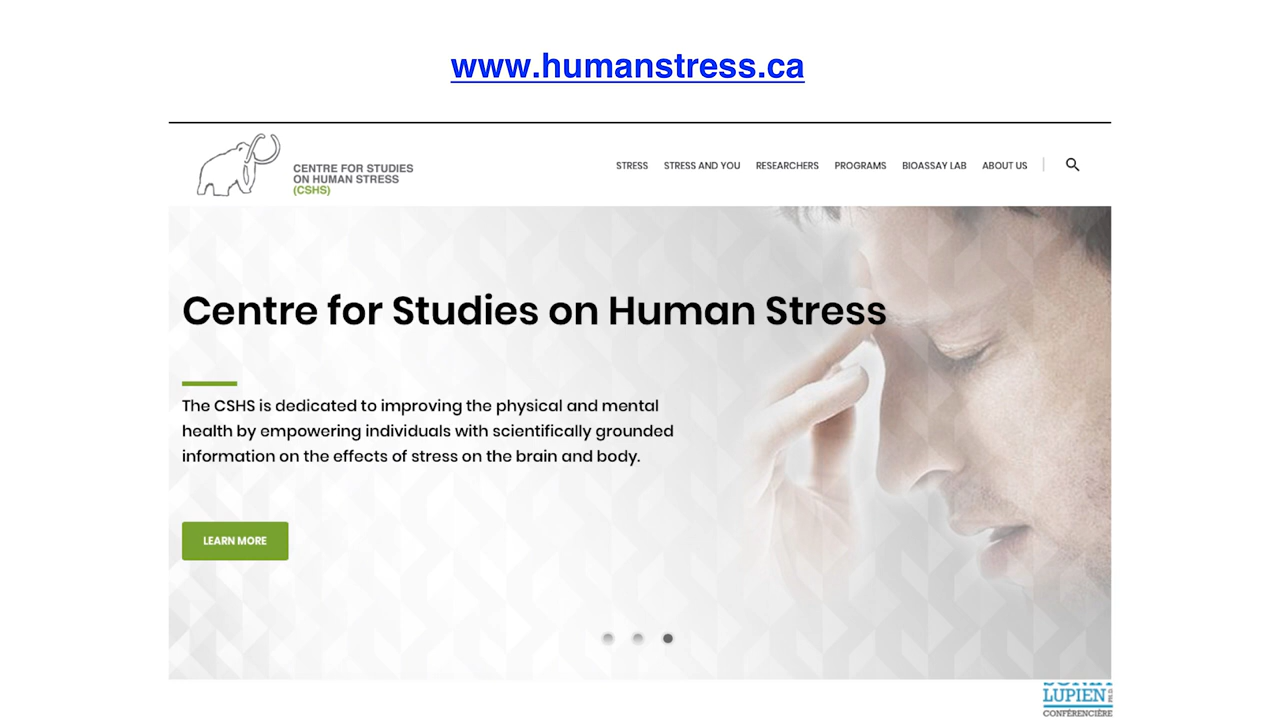 www.humanstress.ca
CENTRE FOR STUDIES
ON HUMAN STRESS
(CSHS)
STRESS STRESS AND YOU RESEARCHERS PROGRAMS BIOASSAY LAB ABOUT US
Centre for Studies on Human Stress
The CSHS is dedicated to improving the physical and mental
health by empowering individuals with scientifically grounded
information on the effects of stress on the brain and body.
LEARN MORE
LUPIEN
CONFÉRENCIÈRE